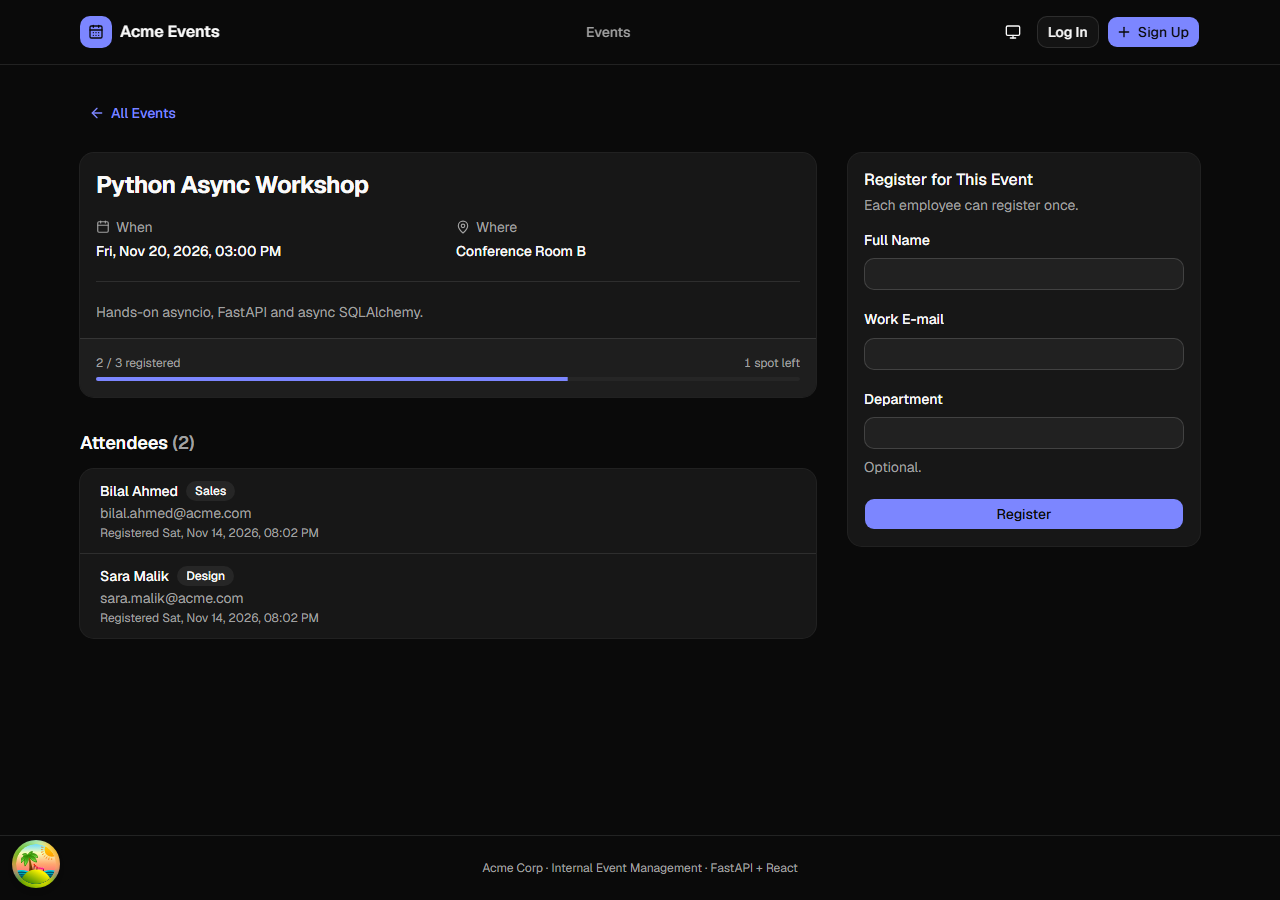 Acme Events
Events
Log In
Sign Up
All Events
Python Async Workshop
When
Fri, Nov 20, 2026, 03:00 PM
Where
Conference Room B
Hands-on asyncio, FastAPI and async SQLAlchemy.
2 / 3 registered
1 spot left
Attendees (2)
Bilal Ahmed Sales
bilal.ahmed@acme.com
Registered Sat, Nov 14, 2026, 08:02 PM
Sara Malik Design
sara.malik@acme.com
Registered Sat, Nov 14, 2026, 08:02 PM
Register for This Event
Each employee can register once.
Full Name
Work E-mail
Department
Optional.
Register
Acme Corp · Internal Event Management · FastAPI + React